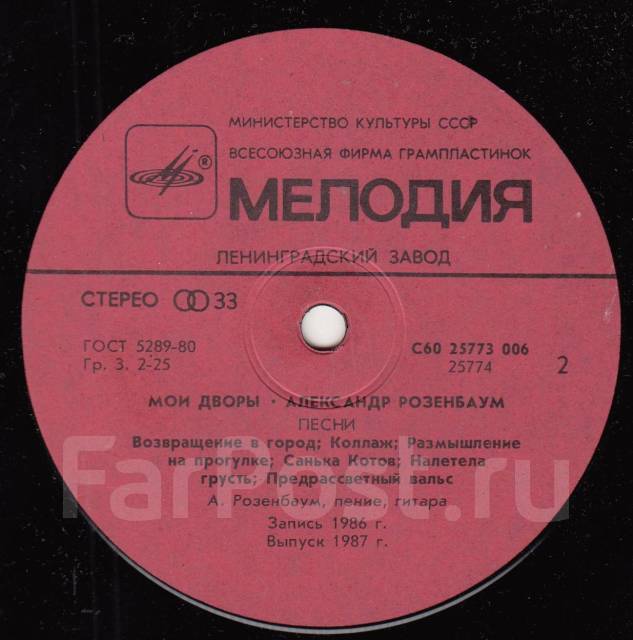 МИНИСТЕРСТВО КУЛЬТУРЫ СССР
ВСЕСОЮЗНАЯ ФИРМА ГРАМПЛАСТИНОК
®
МЕЛОДИЯ
ЛЕНИНГРАДСКИЙ ЗАВОД
СТЕРЕО 33
ГОСТ 5289-80
Гр. 3. 2-25
С60 25773 006
25774
2
МОИ ДВОРЫ · АЛЕКСАНДР РОЗЕНБАУМ
ПЕСНИ
Возвращение в город; Коллаж; Размышление
на прогулке; Санька Котов; Налетела
грусть; Предрассветный вальс
А. Розенбаум, пение, гитара
Запись 1986 г.
Выпуск 1987 г.
FarPost.ru